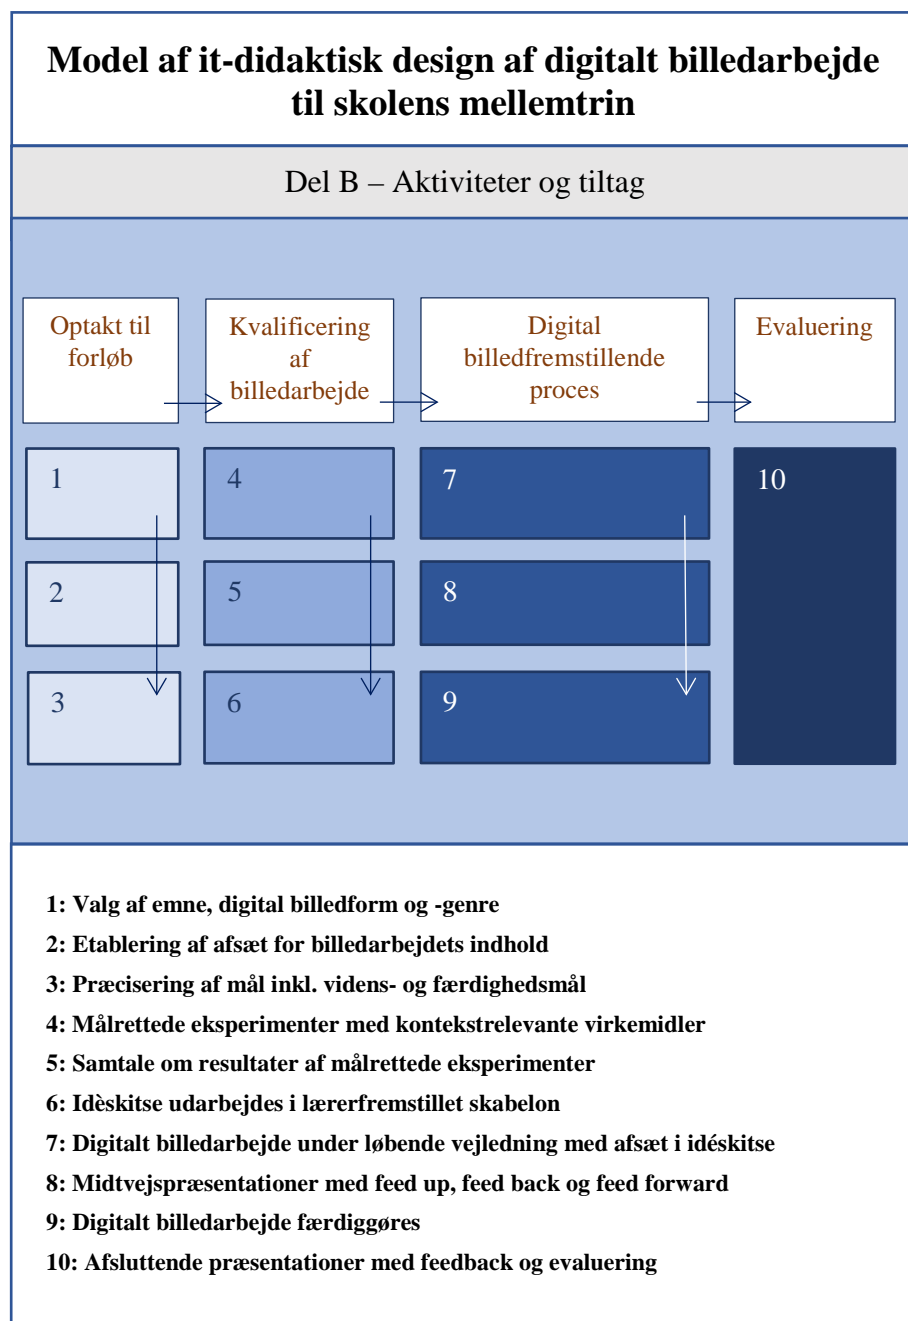 Model af it-didaktisk design af digitalt billedarbejde
til skolens mellemtrin
Del B – Aktiviteter og tiltag
Optakt til
forløb
Kvalificering
af
billedarbejde
Digital
billedfremstillende
proces
Evaluering
1
4
7
10
2
5
8
3
6
9
1: Valg af emne, digital billedform og -genre
2: Etablering af afsæt for billedarbejdets indhold
3: Præcisering af mål inkl. videns- og færdighedsmål
4: Målrettede eksperimenter med kontekstrelevante virkemidler
5: Samtale om resultater af målrettede eksperimenter
6: Idèskitse udarbejdes i lærerfremstillet skabelon
7: Digitalt billedarbejde under løbende vejledning med afsæt i idéskitse
8: Midtvejspræsentationer med feed up, feed back og feed forward
9: Digitalt billedarbejde færdiggøres
10: Afsluttende præsentationer med feedback og evaluering